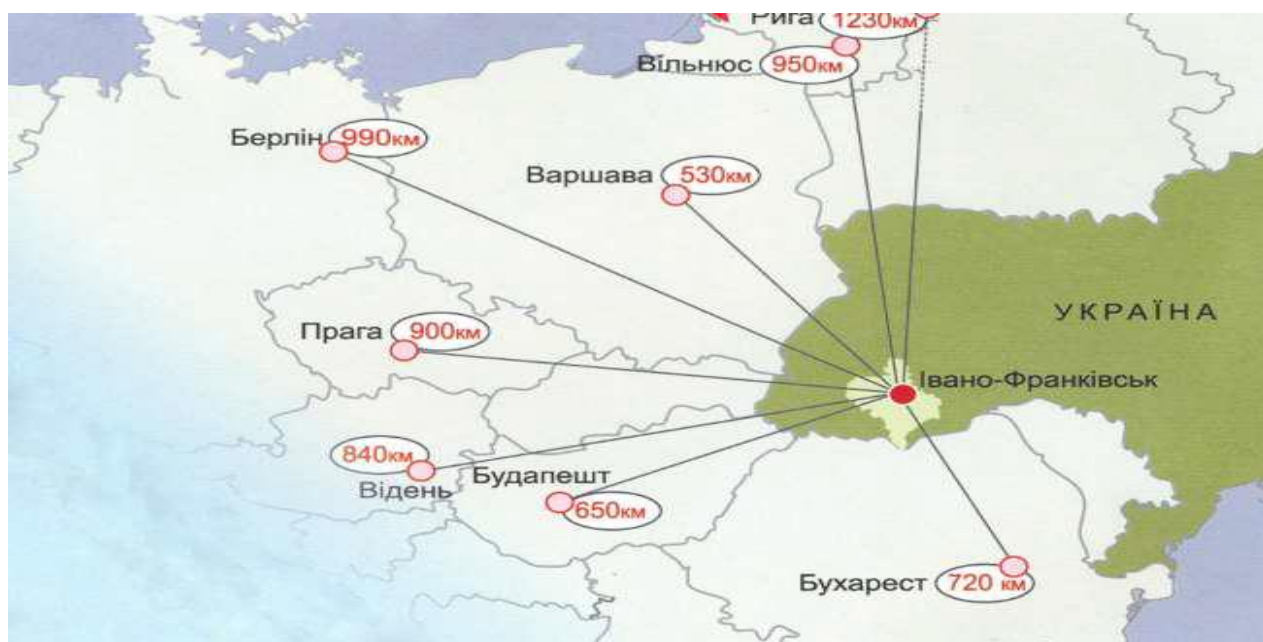 Рига 1230км
Вільнюс 950км
Берлін 990км
Варшава 530км
УКРАЇНА
Прага 900км
Івано-Франківськ
840км
Відень
Будапешт
650км
Бухарест 720 км